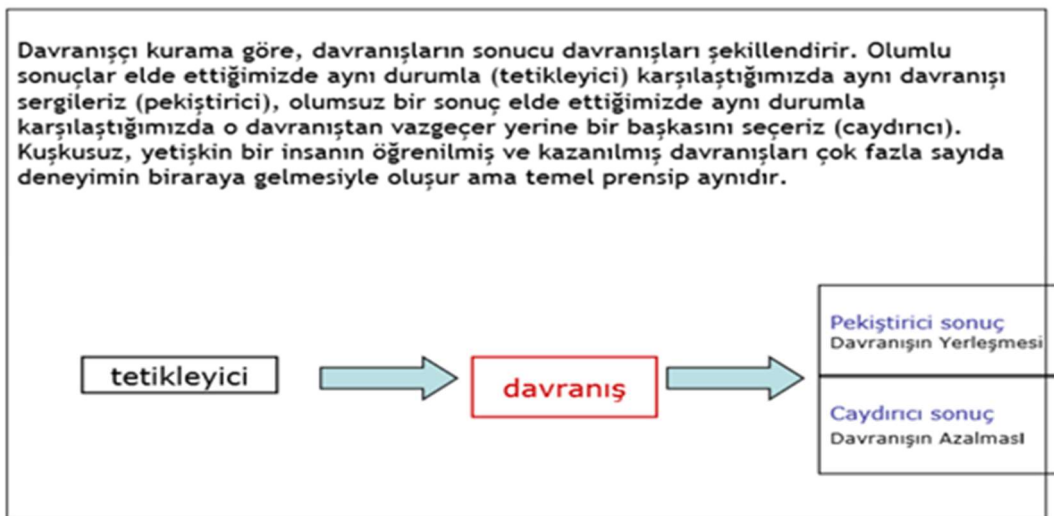 Davranışçı kurama göre, davranışların sonucu davranışları şekillendirir. Olumlu
sonuçlar elde ettiğimizde aynı durumla (tetikleyici) karşılaştığımızda aynı davranışı
sergileriz (pekiştirici), olumsuz bir sonuç elde ettiğimizde aynı durumla
karşılaştığımızda o davranıştan vazgeçer yerine bir başkasını seçeriz (caydırıcı).
Kuşkusuz, yetişkin bir insanın öğrenilmiş ve kazanılmış davranışları çok fazla sayıda
deneyimin biraraya gelmesiyle oluşur ama temel prensip aynıdır.
tetikleyici
davranış
Pekiştirici sonuç
Davranışın Yerleşmesi
Caydırıcı sonuç
Davranışın Azalması